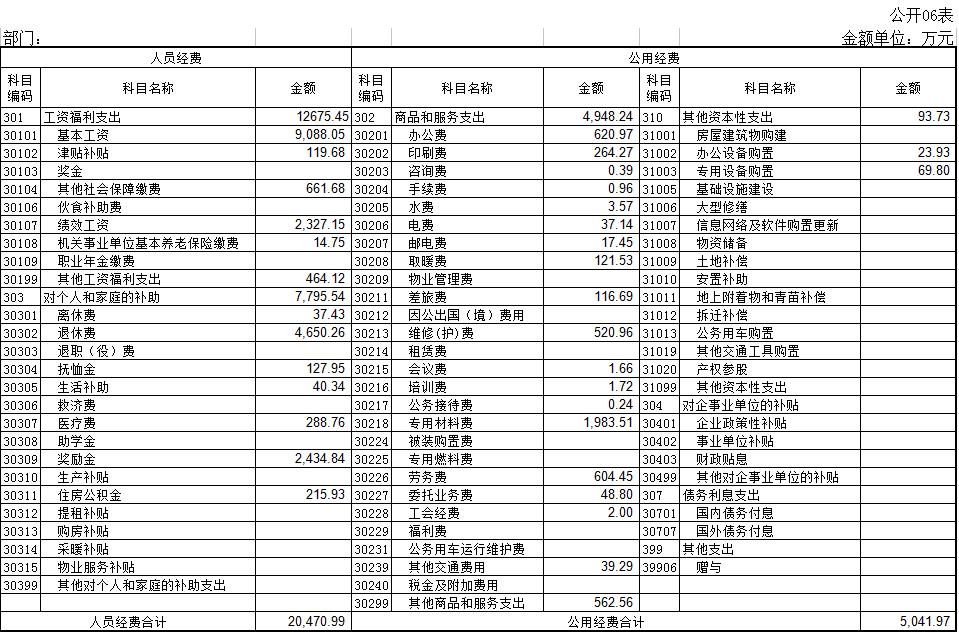 公开06表
部门： 金额单位：万元
人员经费 公用经费
科目编码 科目名称 金额 科目编码 科目名称 金额 科目编码 科目名称 金额
301 工资福利支出 12675.45 302 商品和服务支出 4,948.24 310 其他资本性支出 93.73
30101 基本工资 9,088.05 30201 办公费 620.97 31001 房屋建筑物购建
30102 津贴补贴 119.68 30202 印刷费 264.27 31002 办公设备购置 23.93
30103 奖金 30203 咨询费 0.39 31003 专用设备购置 69.80
30104 其他社会保障缴费 661.68 30204 手续费 0.96 31005 基础设施建设
30106 伙食补助费 30205 水费 3.57 31006 大型修缮
30107 绩效工资 2,327.15 30206 电费 37.14 31007 信息网络及软件购置更新
30108 机关事业单位基本养老保险缴费 14.75 30207 邮电费 17.45 31008 物资储备
30109 职业年金缴费 30208 取暖费 121.53 31009 土地补偿
30199 其他工资福利支出 464.12 30209 物业管理费 31010 安置补助
303 对个人和家庭的补助 7,795.54 30211 差旅费 116.69 31011 地上附着物和青苗补偿
30301 离休费 37.43 30212 因公出国（境）费用 31012 拆迁补偿
30302 退休费 4,650.26 30213 维修(护)费 520.96 31013 公务用车购置
30303 退职（役）费 30214 租赁费 31019 其他交通工具购置
30304 抚恤金 127.95 30215 会议费 1.66 31020 产权参股
30305 生活补助 40.34 30216 培训费 1.72 31099 其他资本性支出
30306 救济费 30217 公务接待费 0.24 304 对企事业单位的补贴
30307 医疗费 288.76 30218 专用材料费 1,983.51 30401 企业政策性补贴
30308 助学金 30224 被装购置费 30402 事业单位补贴
30309 奖励金 2,434.84 30225 专用燃料费 30403 财政贴息
30310 生产补贴 30226 劳务费 604.45 30499 其他对企事业单位的补贴
30311 住房公积金 215.93 30227 委托业务费 48.80 307 债务利息支出
30312 提租补贴 30228 工会经费 2.00 30701 国内债务付息
30313 购房补贴 30229 福利费 30707 国外债务付息
30314 采暖补贴 30231 公务用车运行维护费 399 其他支出
30315 物业服务补贴 30239 其他交通费用 39.29 39906 赠与
30399 其他对个人和家庭的补助支出 30240 税金及附加费用
30299 其他商品和服务支出 562.56
人员经费合计 20,470.99 公用经费合计 5,041.97